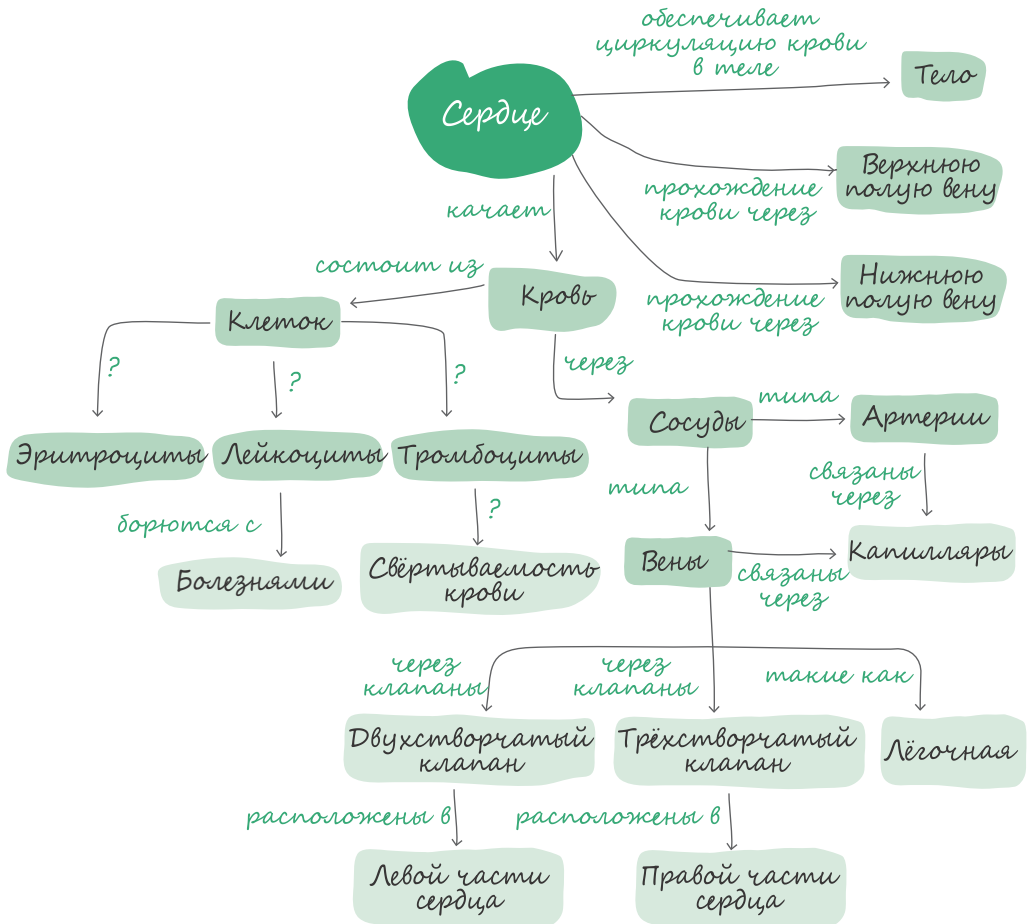 обеспечивает
циркуляцию крови
в теле
Тело
Сердце
Верхнюю
полую вену
прохождение
крови через
качает
Нижнюю
полую вену
прохождение
крови через
состоит из
Кровь
Клеток
через
?
?
?
Сосуды
типа
Артерии
Эритроциты
Лейкоциты
Тромбоциты
связаны
через
типа
борются с
?
Вены
связаны
через
Капилляры
Болезнями
Свёртываемость
крови
через
клапаны
через
клапаны
такие как
Двухстворчатый
клапан
Трёхстворчатый
клапан
Лёгочная
расположены в
расположены в
Левой части
сердца
Правой части
сердца